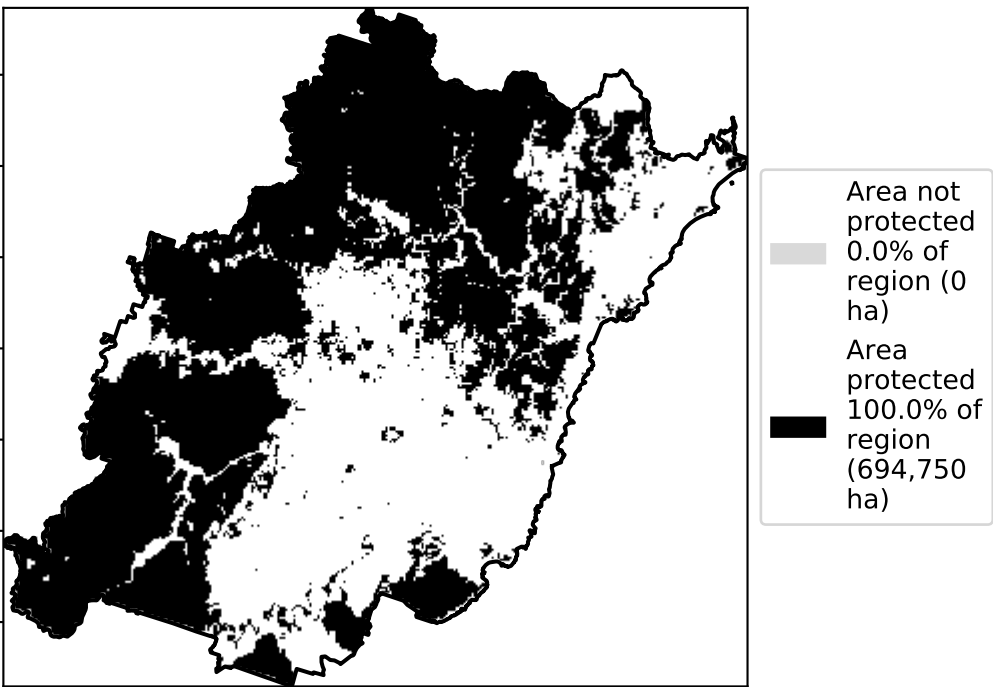 Area not
protected
0.0% of
region (0
ha)
Area
protected
100.0% of
region
(694,750
ha)